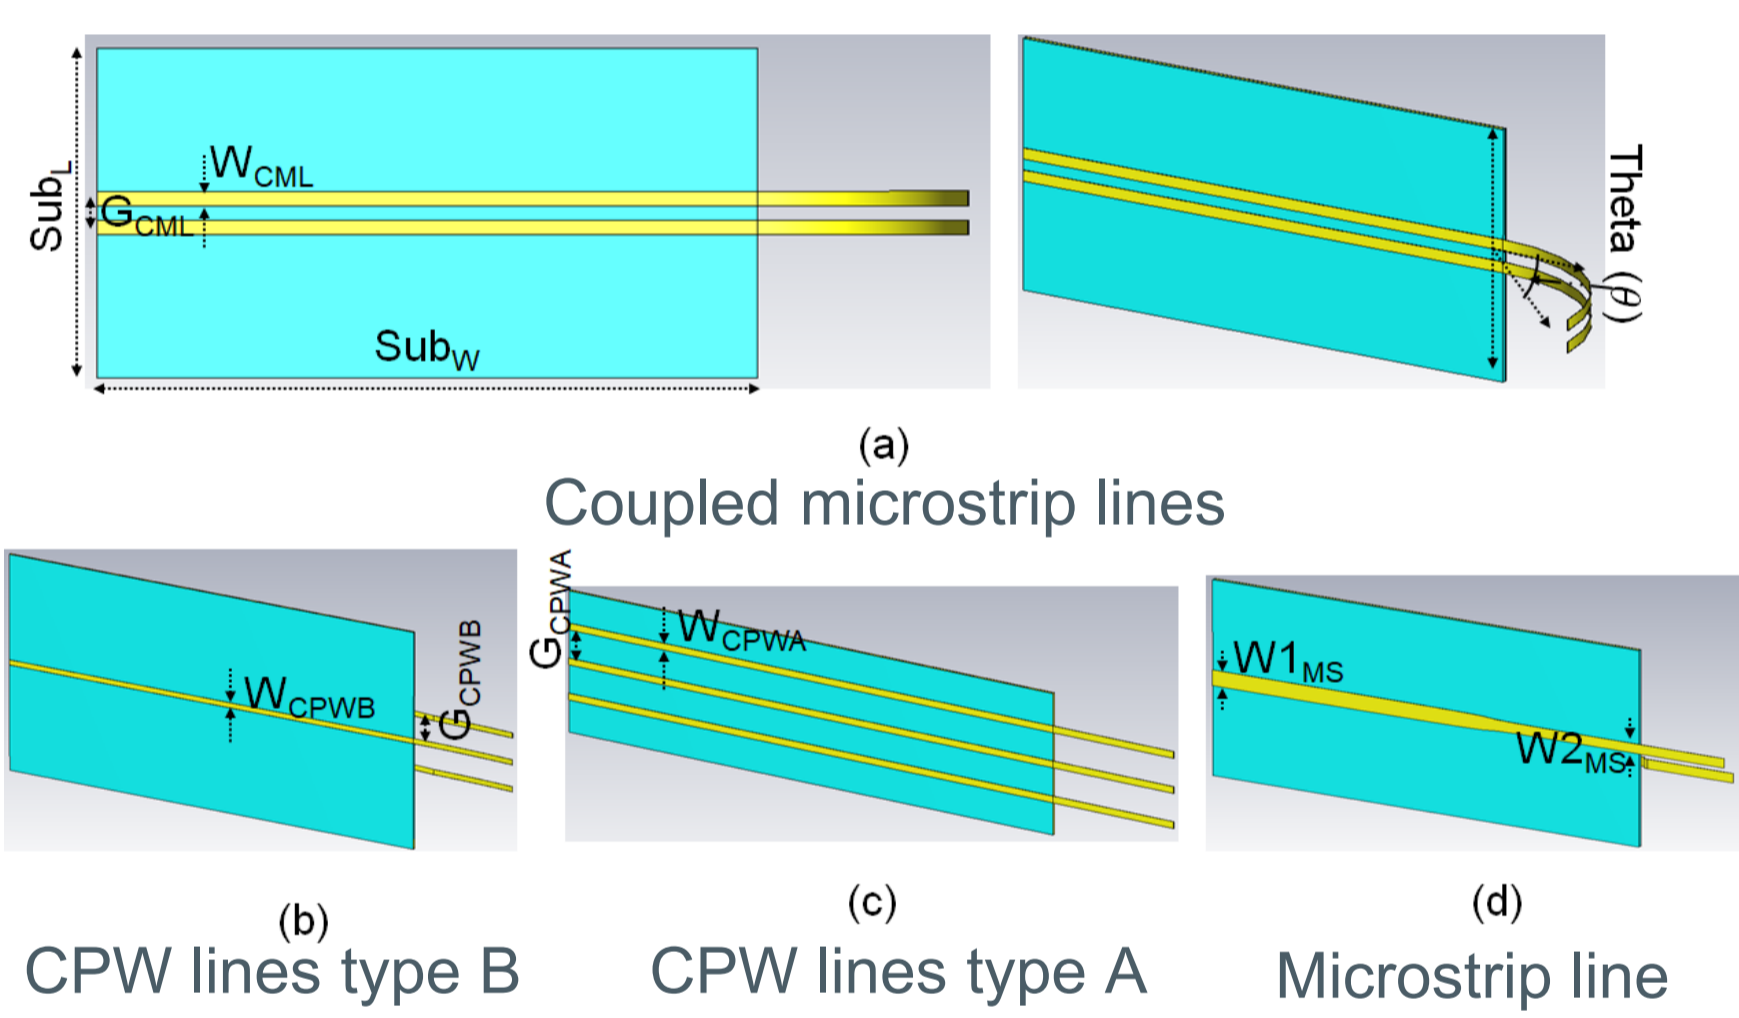 Sub_L
W_CML
G_CML
Sub_W
Theta (θ)
(a)
Coupled microstrip lines
W_CPWB
G_CPWB
(b)
CPW lines type B
G_CPWA
W_CPWA
(c)
CPW lines type A
W1_MS
W2_MS
(d)
Microstrip line